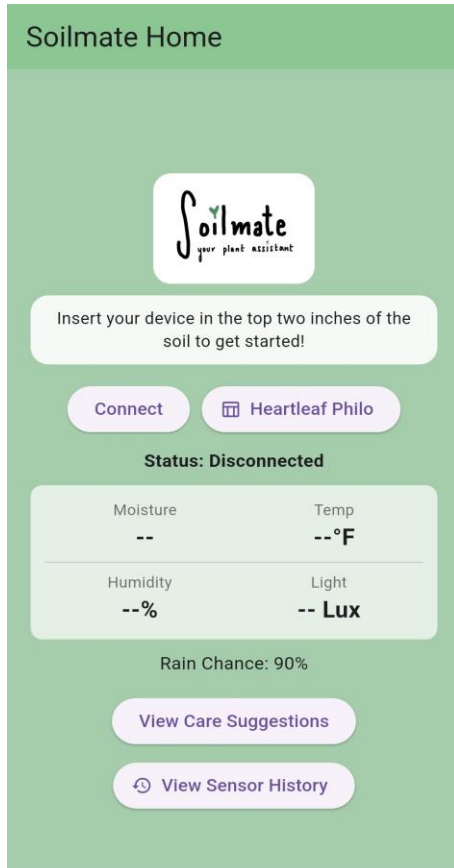 Soilmate Home
Soilmate
your plant assistant
Insert your device in the top two inches of the
soil to get started!
Connect
Heartleaf Philo
Status: Disconnected
Moisture
Temp
--
--°F
Humidity
Light
--%
-- Lux
Rain Chance: 90%
View Care Suggestions
View Sensor History